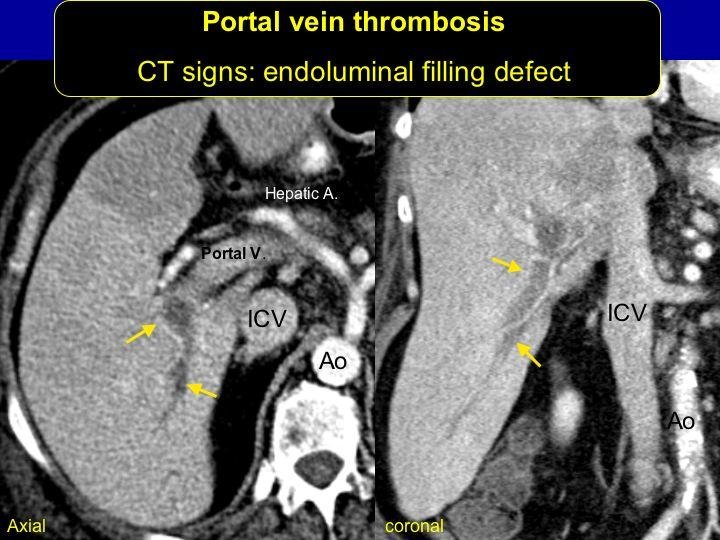 Portal vein thrombosis
CT signs: endoluminal filling defect
Hepatic A.
Portal V.
ICV
Ao
Axial
ICV
Ao
coronal